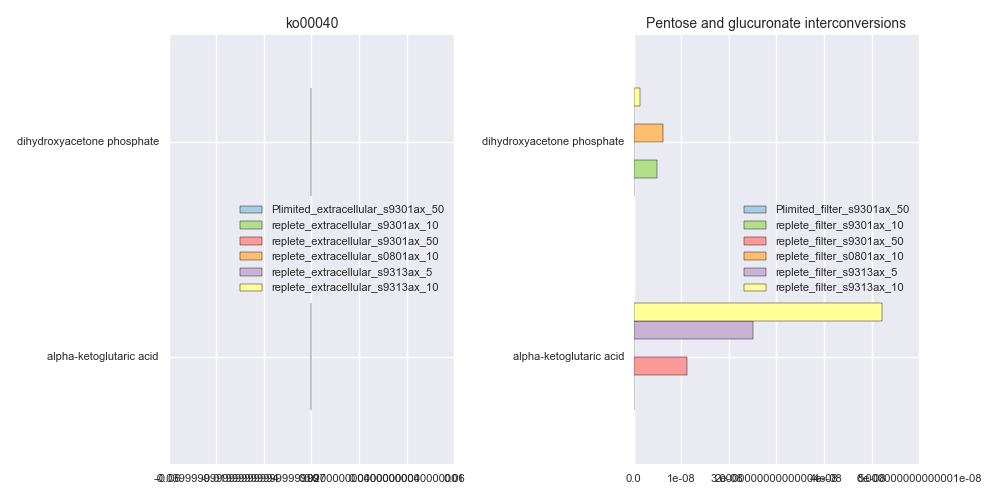 ko00040
Pentose and glucuronate interconversions
dihydroxyacetone phosphate
alpha-ketoglutaric acid
Plimited_extracellular_s9301ax_50
replete_extracellular_s9301ax_10
replete_extracellular_s9301ax_50
replete_extracellular_s0801ax_10
replete_extracellular_s9313ax_5
replete_extracellular_s9313ax_10
dihydroxyacetone phosphate
alpha-ketoglutaric acid
Plimited_filter_s9301ax_50
replete_filter_s9301ax_10
replete_filter_s9301ax_50
replete_filter_s0801ax_10
replete_filter_s9313ax_5
replete_filter_s9313ax_10
0.0 1e-08